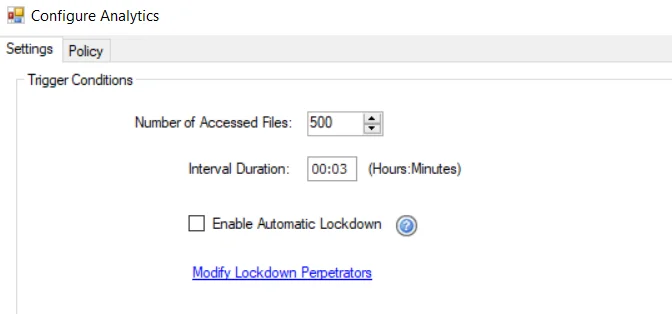 Configure Analytics
Settings Policy
Trigger Conditions
Number of Accessed Files: 500
Interval Duration: 00:03 (Hours:Minutes)
Enable Automatic Lockdown ?
Modify Lockdown Perpetrators